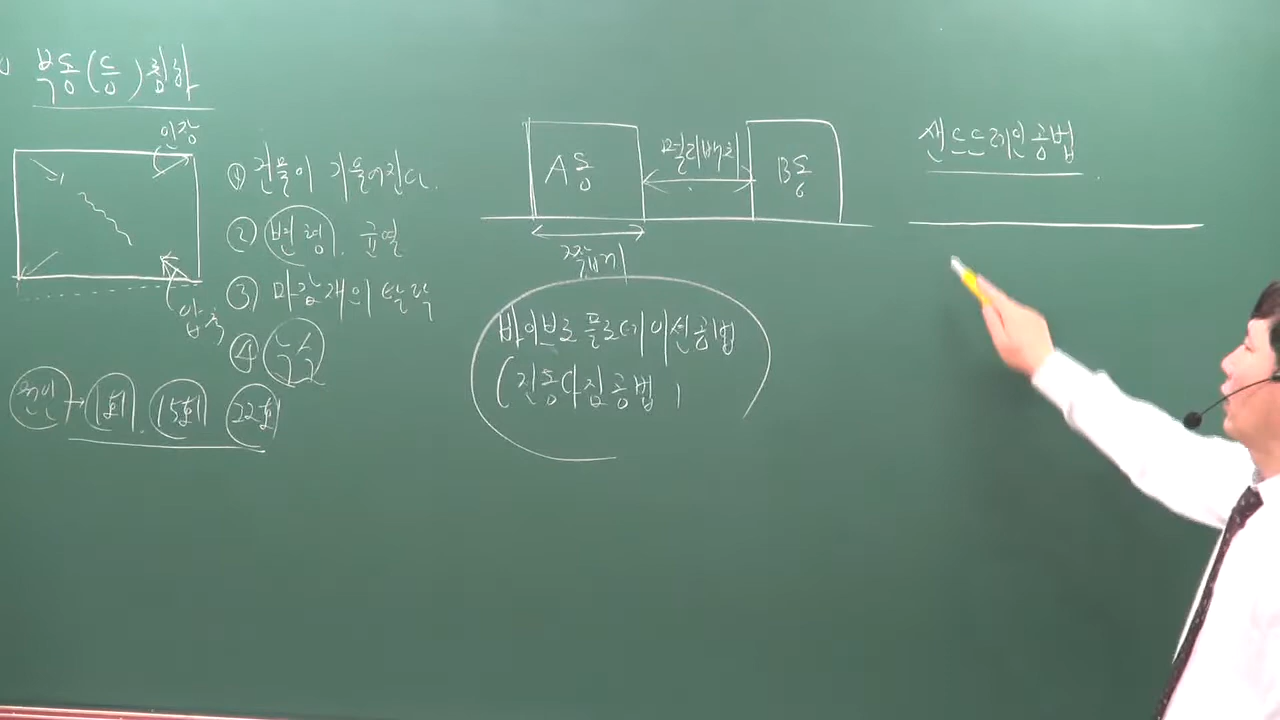 부동(등)침하
인장
압축
① 건물이 기울어진다.
② 변형. 균열
③ 마감재의 탈락
④ 누수
원인 → 1회. 15회 22회
A동
멀리배치
B동
짧게
바이브로 플로테이션공법
(진동다짐공법)
샌드드레인공법